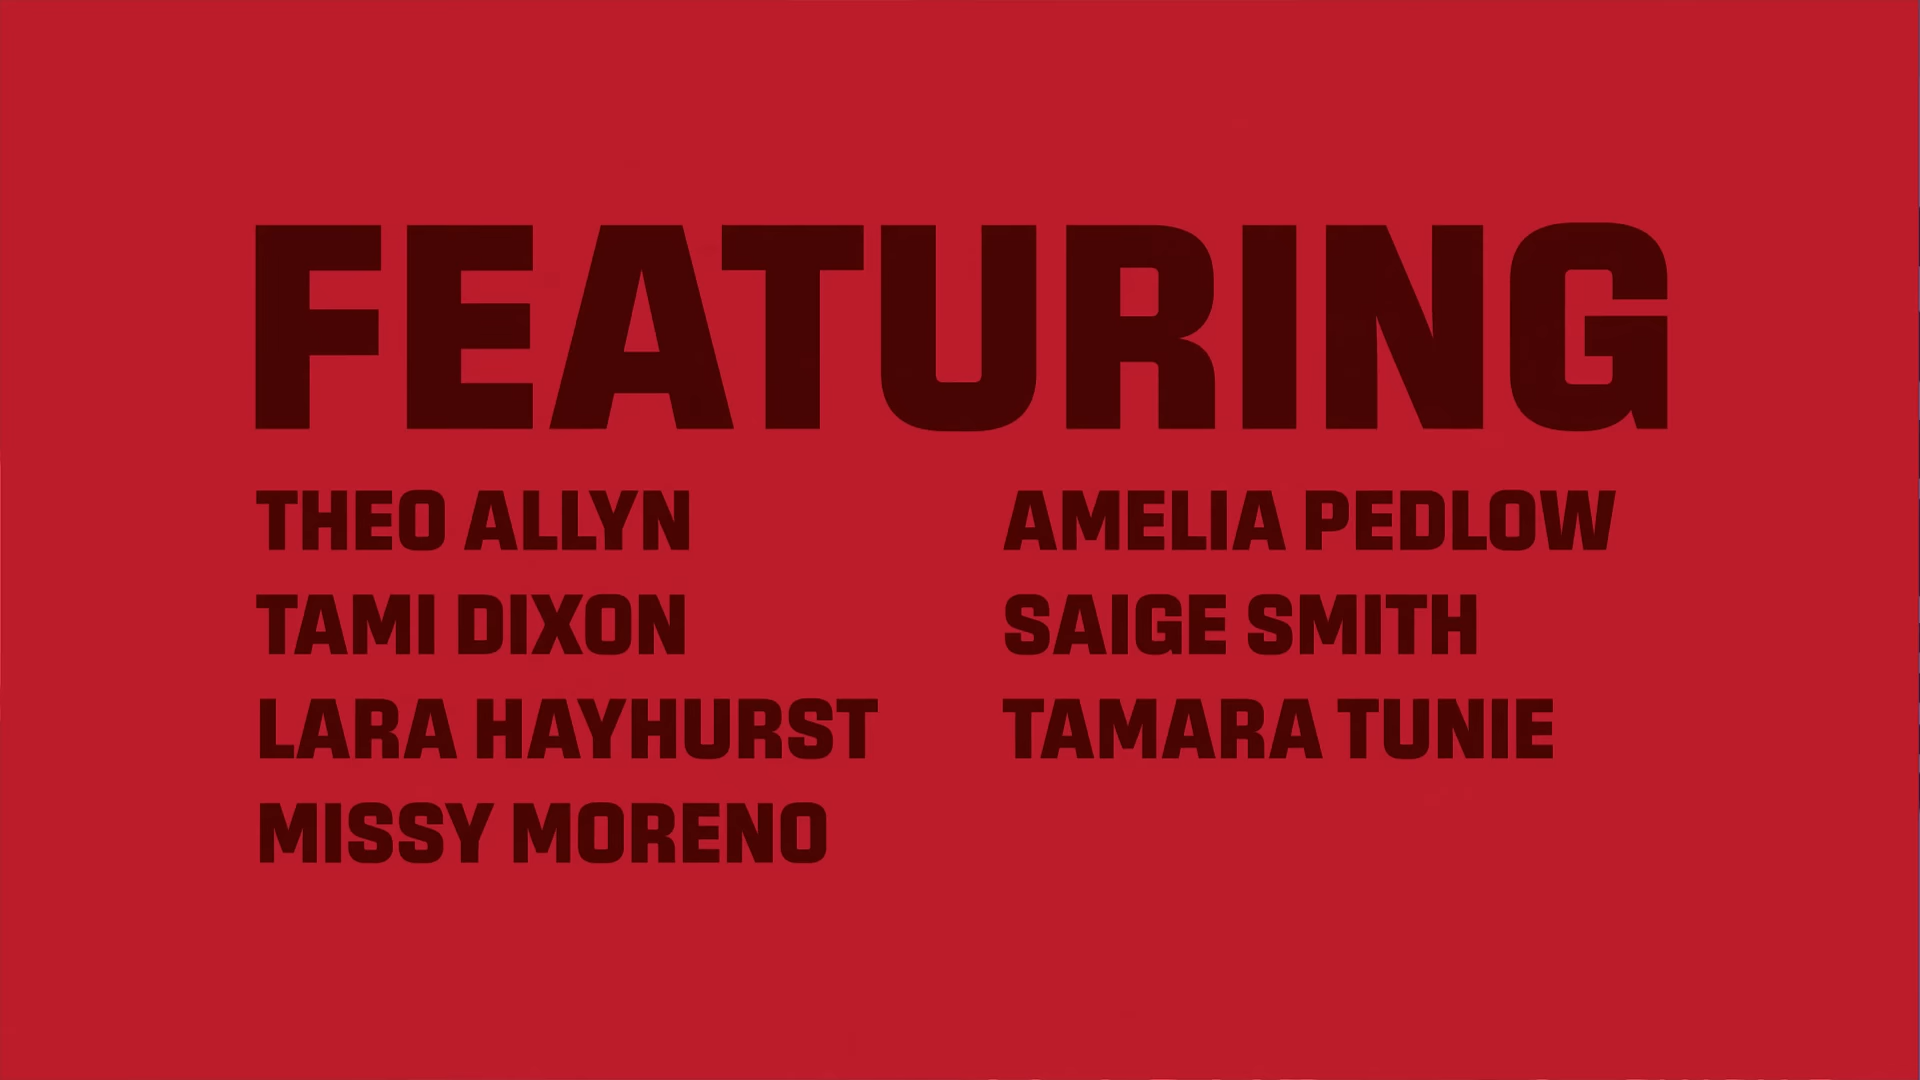 FEATURING
THEO ALLYN
TAMI DIXON
LARA HAYHURST
MISSY MORENO
AMELIA PEDLOW
SAIGE SMITH
TAMARA TUNIE